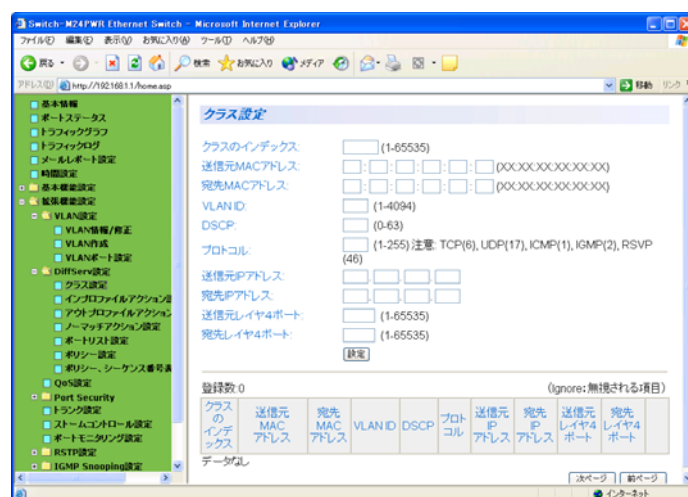 Switch-M24PWR Ethernet Switch - Microsoft Internet Explorer
ファイル(F) 編集(E) 表示(V) お気に入り(A) ツール(T) ヘルプ(H)
戻る 検索 お気に入り メディア
アドレス(D) http://192.168.1.1/home.asp 移動 リンク
基本情報
ポートステータス
トラフィックグラフ
トラフィックログ
メールレポート設定
時間設定
基本機能設定
拡張機能設定
VLAN設定
VLAN情報/修正
VLAN作成
VLANポート設定
DiffServ設定
クラス設定
インプロファイルアクション設
アウトプロファイルアクション
ノーマッチアクション設定
ポートリスト設定
ポリシー設定
ポリシー、シーケンス番号表
QoS設定
Port Security
トランク設定
ストームコントロール設定
ポートモニタリング設定
RSTP設定
IGMP Snooping設定
クラス設定
クラスのインデックス: (1-65535)
送信元MACアドレス: : : : : : (XX:XX:XX:XX:XX:XX)
宛先MACアドレス: : : : : : (XX:XX:XX:XX:XX:XX)
VLAN ID: (1-4094)
DSCP: (0-63)
プロトコル: (1-255) 注意: TCP(6), UDP(17), ICMP(1), IGMP(2), RSVP
(46)
送信元IPアドレス: . . .
宛先IPアドレス: . . .
送信元レイヤ4ポート: (1-65535)
宛先レイヤ4ポート: (1-65535)
設定
登録数:0 (Ignore:無視される項目)
クラスのインデックス 送信元MACアドレス 宛先MACアドレス VLAN ID DSCP プロトコル 送信元IPアドレス 宛先IPアドレス 送信元レイヤ4ポート 宛先レイヤ4ポート
データなし
次ページ 前ページ
インターネット